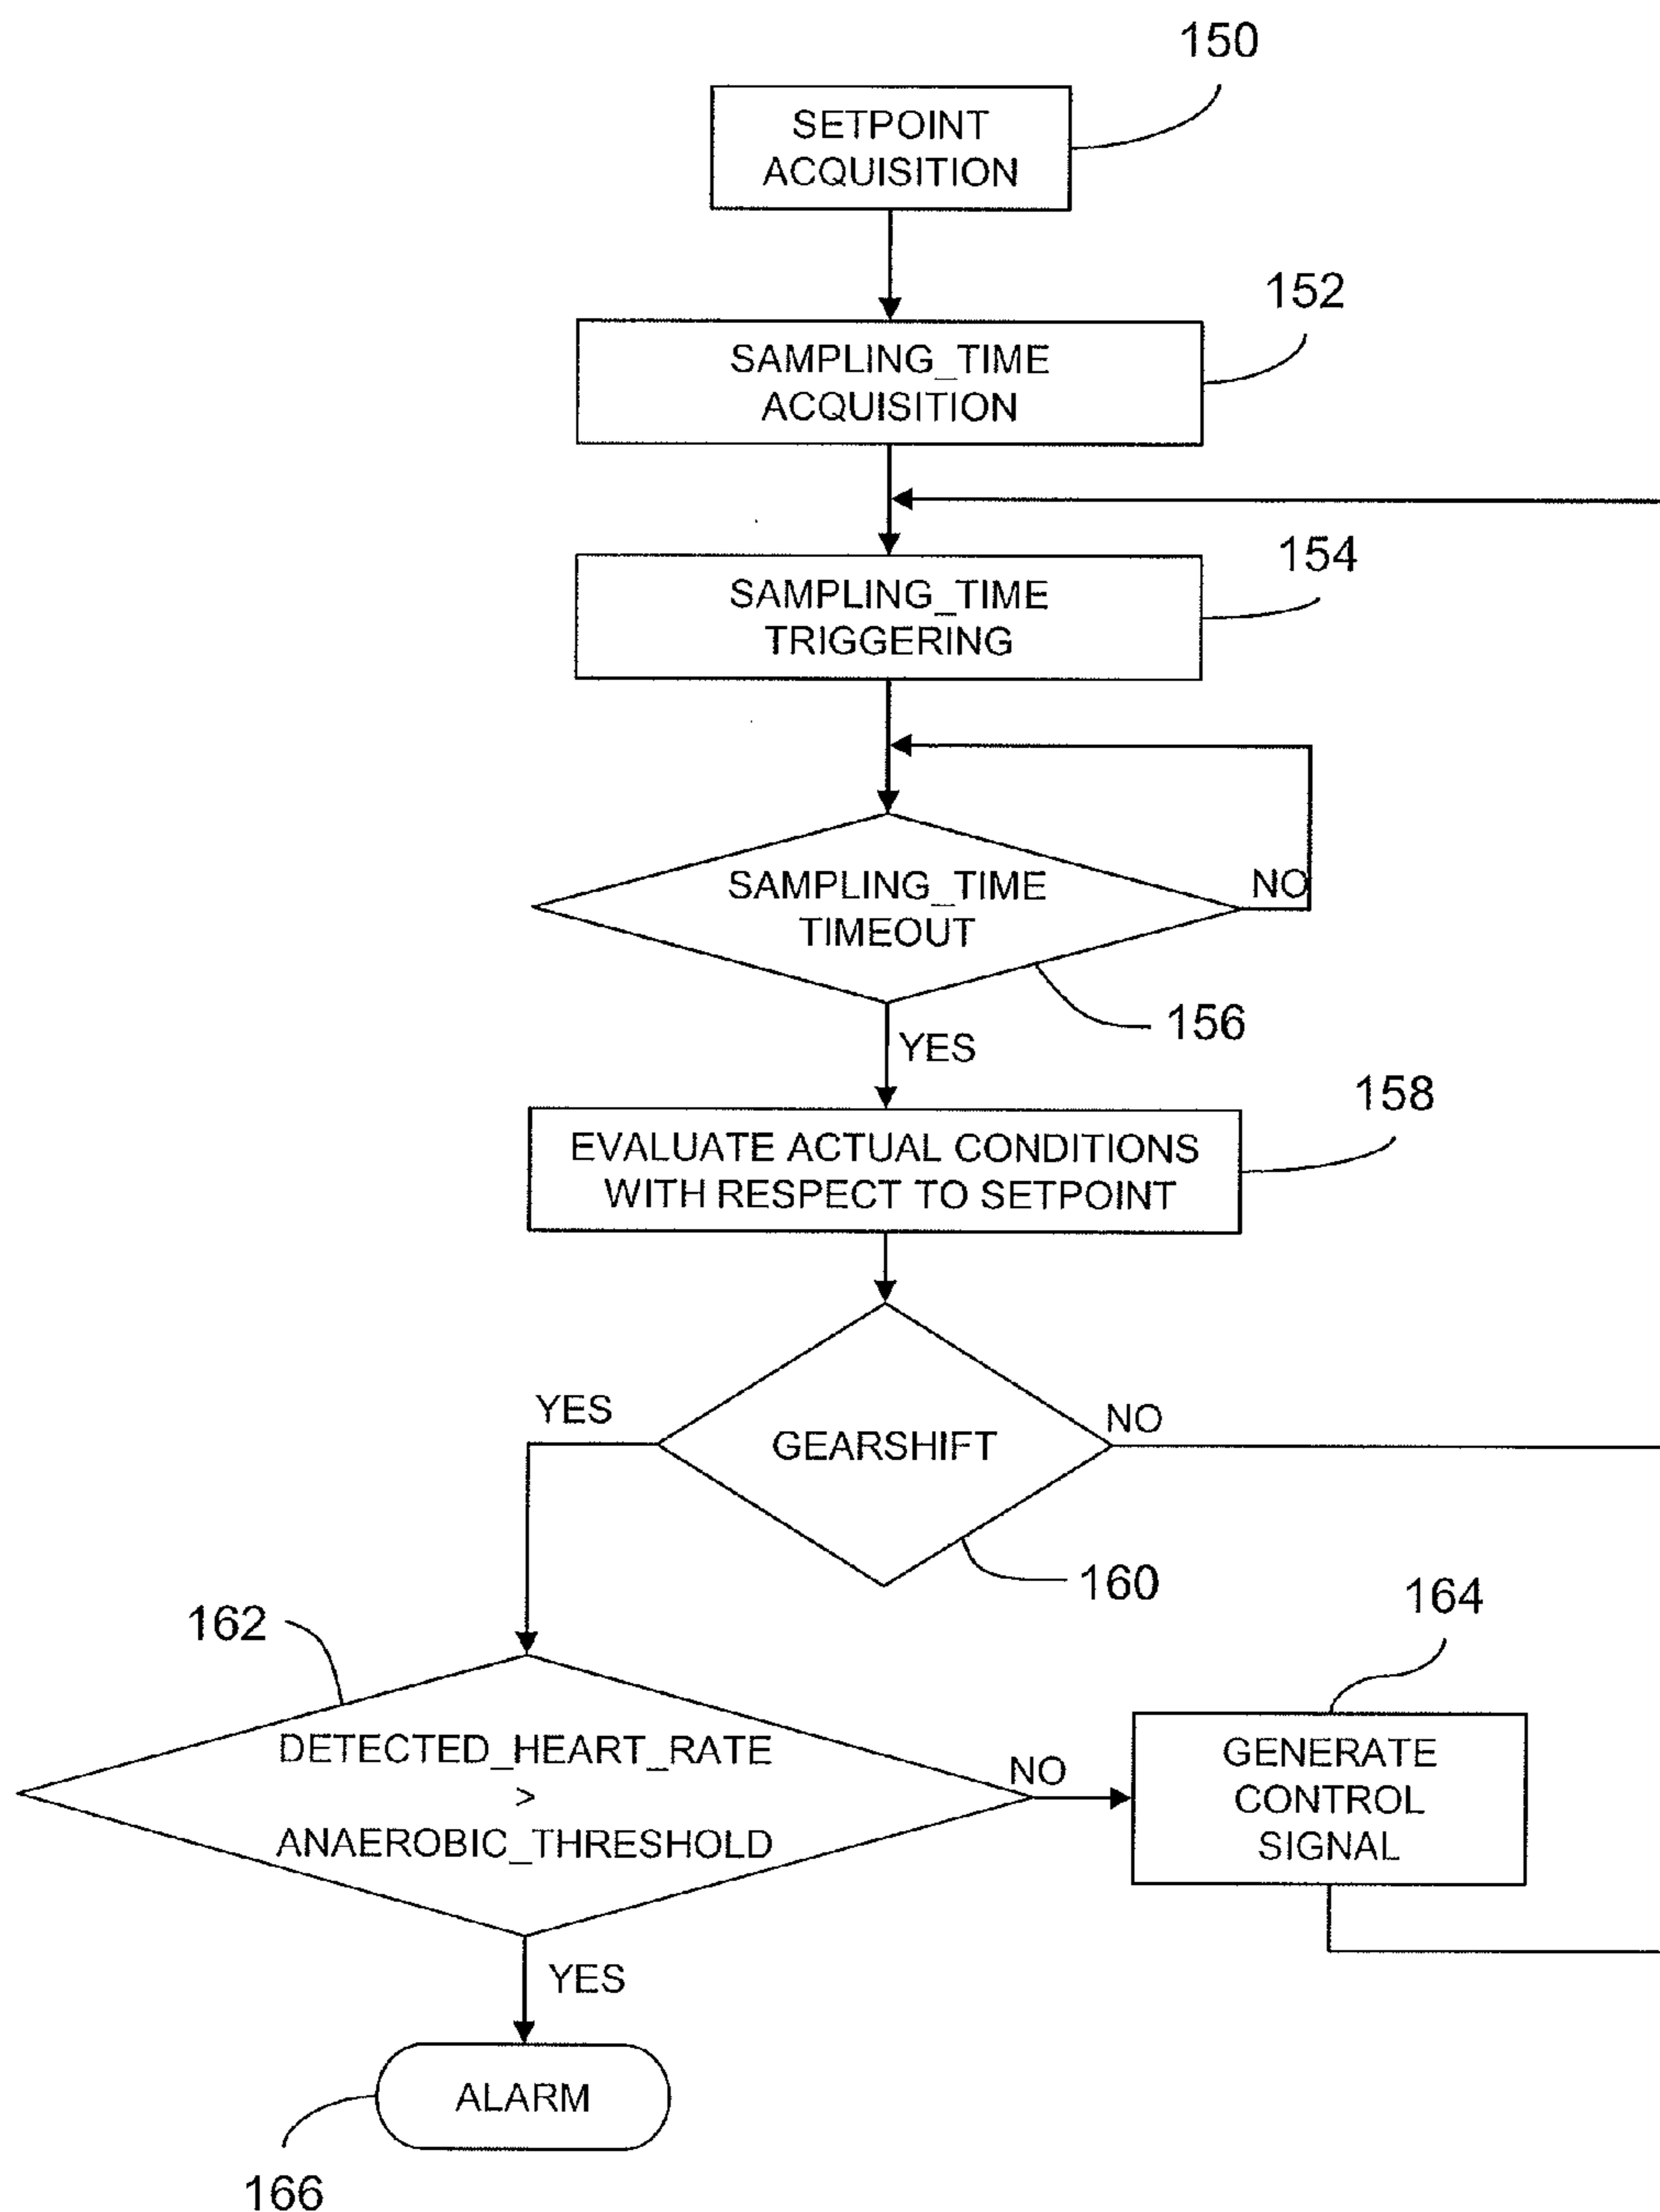 150
SETPOINT
ACQUISITION
152
SAMPLING_TIME
ACQUISITION
154
SAMPLING_TIME
TRIGGERING
SAMPLING_TIME
TIMEOUT
NO
156
YES
158
EVALUATE ACTUAL CONDITIONS
WITH RESPECT TO SETPOINT
YES
GEARSHIFT
NO
160
162
164
DETECTED_HEART_RATE
>
ANAEROBIC_THRESHOLD
NO
GENERATE
CONTROL
SIGNAL
YES
ALARM
166